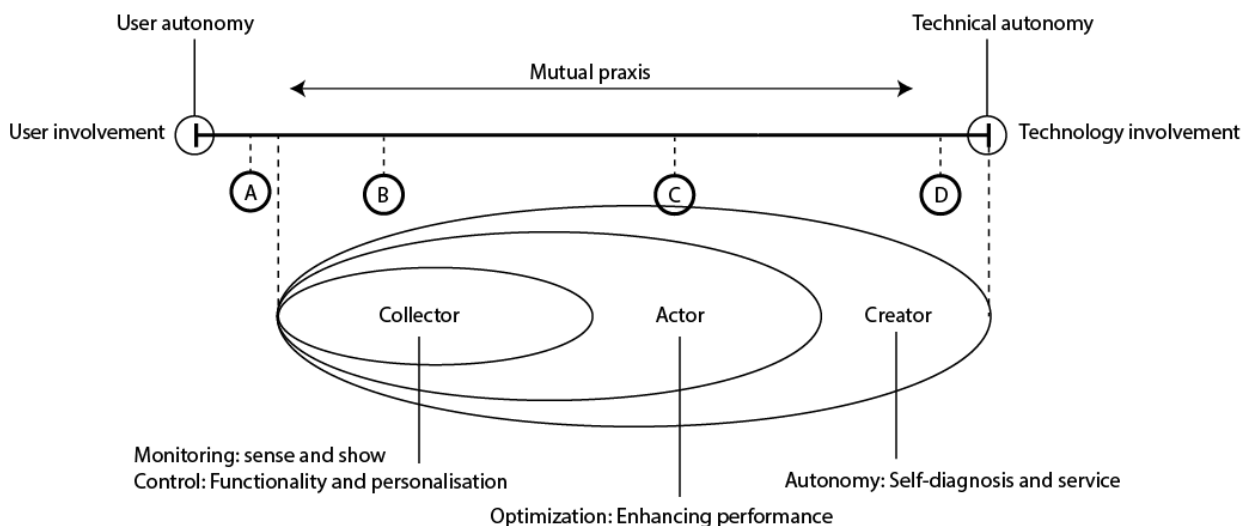 User autonomy
Technical autonomy
Mutual praxis
User involvement
Technology involvement
A
B
C
D
Collector
Actor
Creator
Monitoring: sense and show
Control: Functionality and personalisation
Autonomy: Self-diagnosis and service
Optimization: Enhancing performance